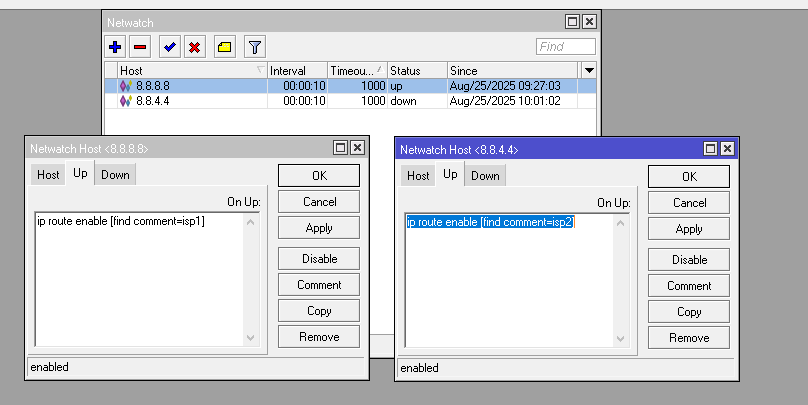 Netwatch
Find
Host Interval Timeou... Status Since
8.8.8.8 00:00:10 1000 up Aug/25/2025 09:27:03
8.8.4.4 00:00:10 1000 down Aug/25/2025 10:01:02
Netwatch Host <8.8.8.8>
Host Up Down
On Up:
ip route enable [find comment=isp1]
OK
Cancel
Apply
Disable
Comment
Copy
Remove
enabled
Netwatch Host <8.8.4.4>
Host Up Down
On Up:
ip route enable [find comment=isp2]
OK
Cancel
Apply
Disable
Comment
Copy
Remove
enabled